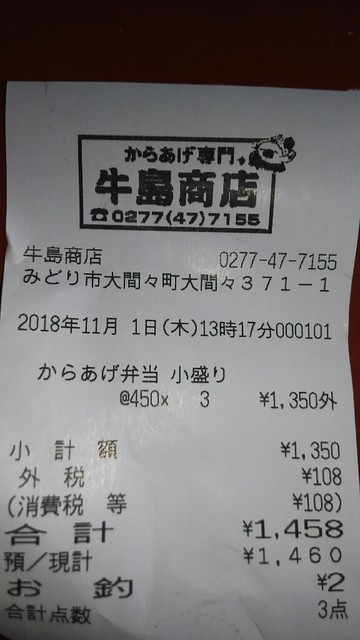 からあげ専門
牛島商店
☎0277(47)7155
牛島商店 0277-47-7155
みどり市大間々町大間々371-1
2018年11月 1日(木)13時17分000101
からあげ弁当 小盛り
@450× 3 ¥1,350外
小計額 ¥1,350
外税 ¥108
(消費税等 ¥108)
合計 ¥1,458
預/現計 ¥1,460
お釣 ¥2
合計点数 3点